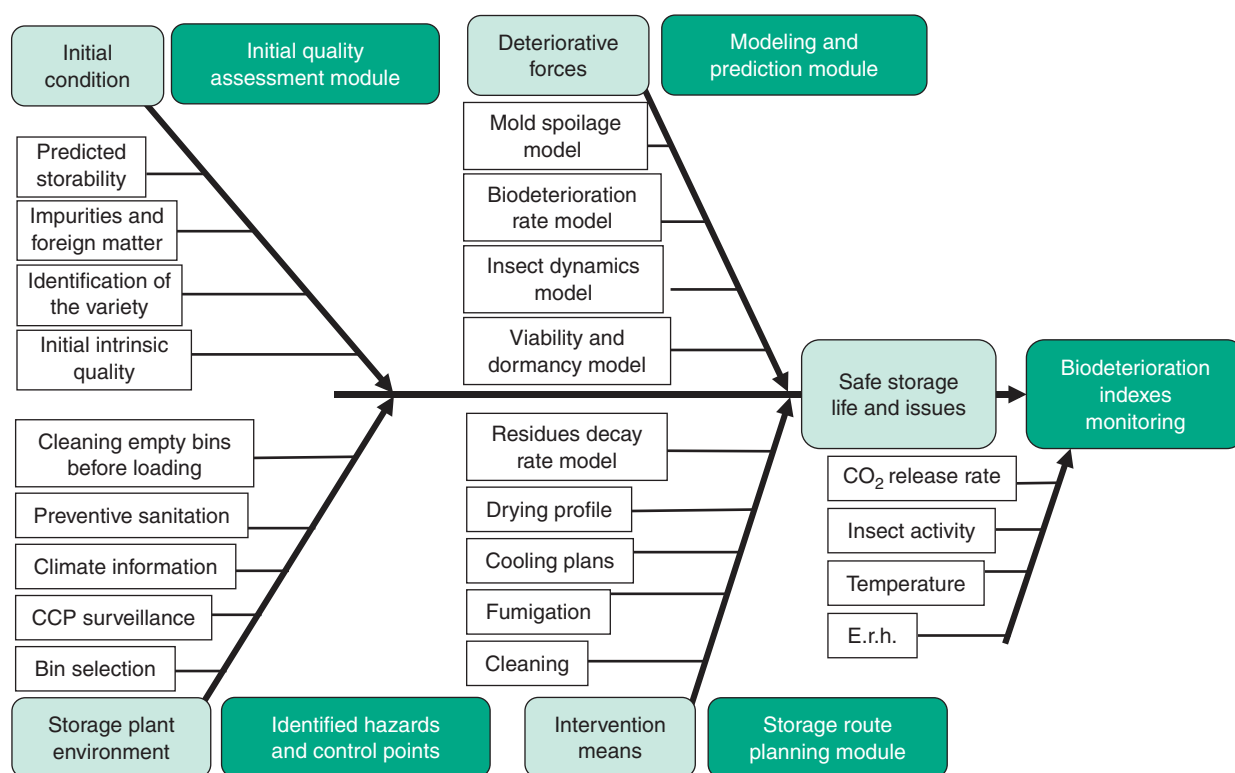 Initial
condition
Initial quality
assessment module
Deteriorative
forces
Modeling and
prediction module
Predicted
storability
Impurities and
foreign matter
Identification of
the variety
Initial intrinsic
quality
Mold spoilage
model
Biodeterioration
rate model
Insect dynamics
model
Viability and
dormancy model
Safe storage
life and issues
Biodeterioration
indexes
monitoring
Cleaning empty bins
before loading
Preventive sanitation
Climate information
CCP surveillance
Bin selection
Residues decay
rate model
Drying profile
Cooling plans
Fumigation
Cleaning
CO₂ release rate
Insect activity
Temperature
E.r.h.
Storage plant
environment
Identified hazards
and control points
Intervention
means
Storage route
planning module